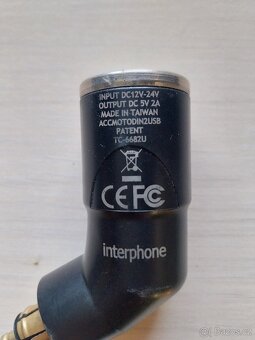 INPUT DC12V-24V
OUTPUT DC 5V 2A
MADE IN TAIWAN
ACCMOTODIN2USB
PATENT
TC-6682U
CE FC
interphone